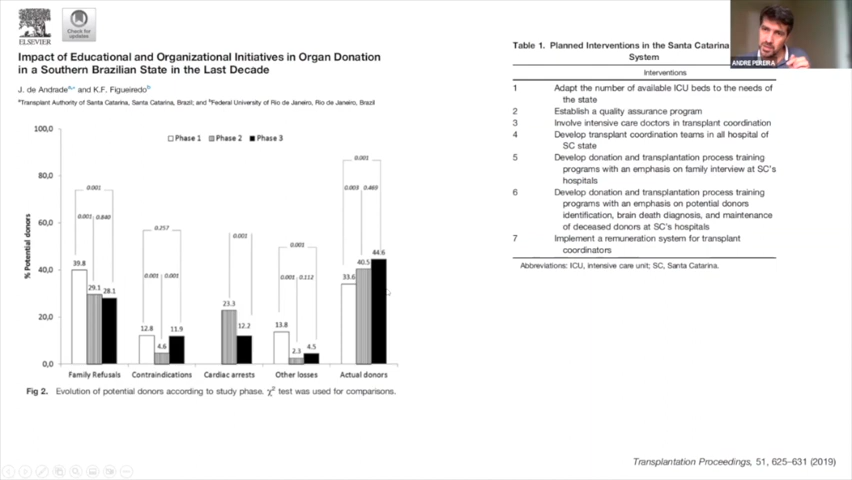 ELSEVIER
Check for
updates
Impact of Educational and Organizational Initiatives in Organ Donation
in a Southern Brazilian State in the Last Decade
J. de Andradeᵃ,* and K.F. Figueiredoᵇ
ᵃTransplant Authority of Santa Catarina, Santa Catarina, Brazil; and ᵇFederal University of Rio de Janeiro, Rio de Janeiro, Brazil
100,0
80,0
60,0
40,0
20,0
0,0
% Potential donors
Phase 1 Phase 2 Phase 3
0.001
0.001 0.840
39.8
29.1 28.1
0.257
0.001 0.001
12.8
4.6
11.9
0.001
23.3
12.2
0.001
0.001 0.112
13.8
2.3
4.5
0.001
0.003 0.469
33.6
40.5
44.6
Family Refusals Contraindications Cardiac arrests Other losses Actual donors
Fig 2. Evolution of potential donors according to study phase. χ² test was used for comparisons.
Table 1. Planned Interventions in the Santa Catarina
System
Interventions
1 Adapt the number of available ICU beds to the needs of
the state
2 Establish a quality assurance program
3 Involve intensive care doctors in transplant coordination
4 Develop transplant coordination teams in all hospital of
SC state
5 Develop donation and transplantation process training
programs with an emphasis on family interview at SC's
hospitals
6 Develop donation and transplantation process training
programs with an emphasis on potential donors
identification, brain death diagnosis, and maintenance
of deceased donors at SC's hospitals
7 Implement a remuneration system for transplant
coordinators
Abbreviations: ICU, intensive care unit; SC, Santa Catarina.
ANDRE PEREIRA
Transplantation Proceedings, 51, 625–631 (2019)